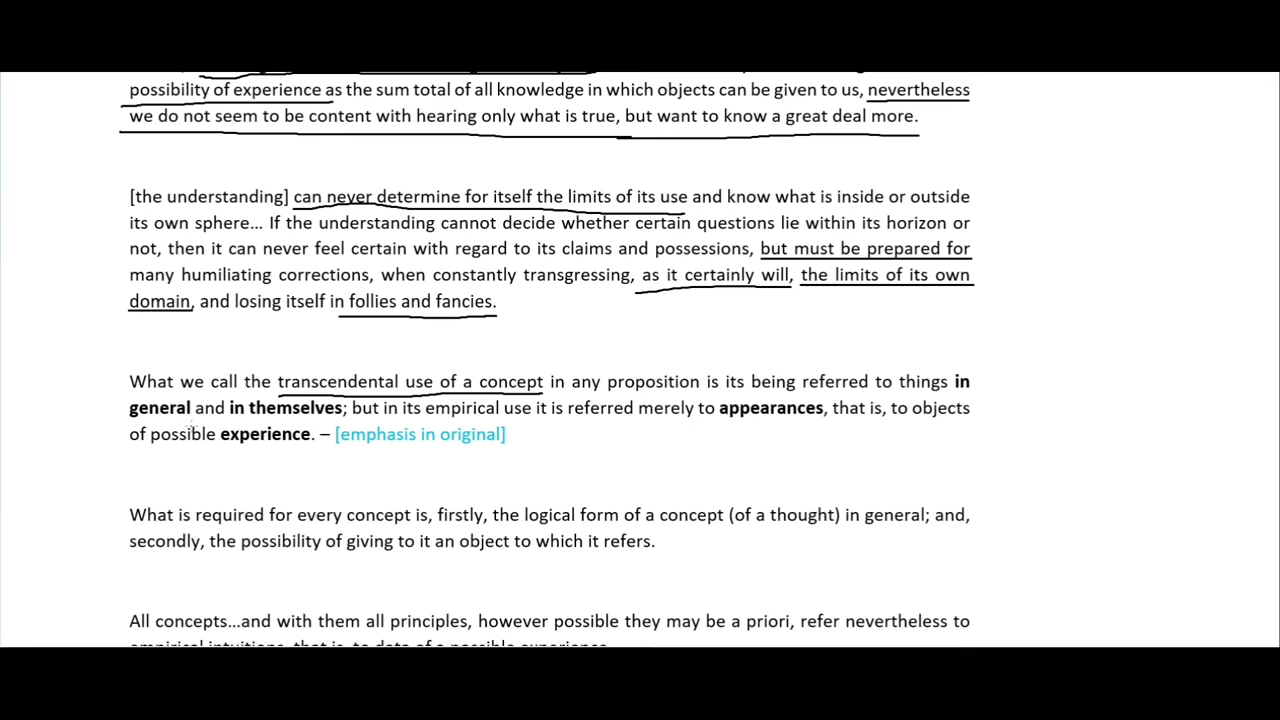 possibility of experience as the sum total of all knowledge in which objects can be given to us, nevertheless
we do not seem to be content with hearing only what is true, but want to know a great deal more.
[the understanding] can never determine for itself the limits of its use and know what is inside or outside
its own sphere... If the understanding cannot decide whether certain questions lie within its horizon or
not, then it can never feel certain with regard to its claims and possessions, but must be prepared for
many humiliating corrections, when constantly transgressing, as it certainly will, the limits of its own
domain, and losing itself in follies and fancies.
What we call the transcendental use of a concept in any proposition is its being referred to things in
general and in themselves; but in its empirical use it is referred merely to appearances, that is, to objects
of possible experience. – [emphasis in original]
What is required for every concept is, firstly, the logical form of a concept (of a thought) in general; and,
secondly, the possibility of giving to it an object to which it refers.
All concepts...and with them all principles, however possible they may be a priori, refer nevertheless to
empirical intuitions, that is, to data of a possible experience.